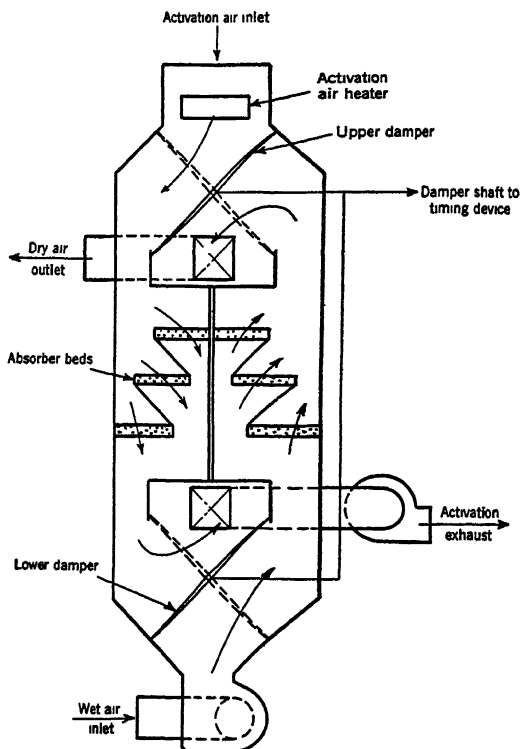 Activation air inlet
Activation
air heater
Upper damper
Damper shaft to
timing device
Dry air
outlet
Absorber beds
Activation
exhaust
Lower damper
Wet air
inlet